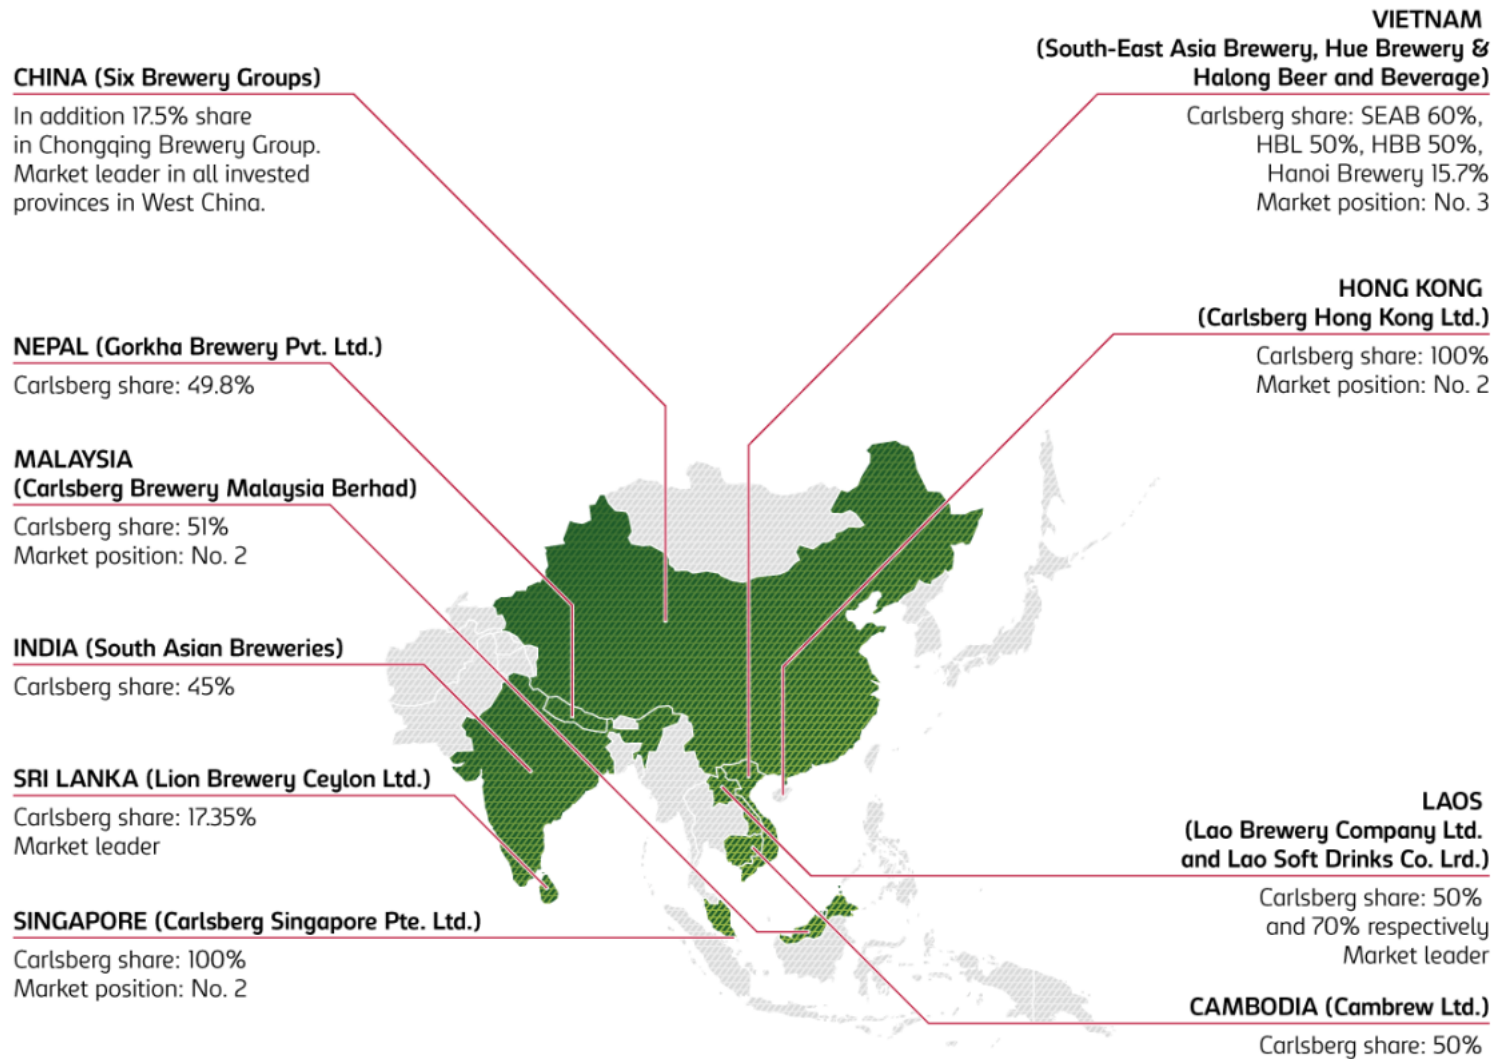 CHINA (Six Brewery Groups)
In addition 17.5% share
in Chongqing Brewery Group.
Market leader in all invested
provinces in West China.
NEPAL (Gorkha Brewery Pvt. Ltd.)
Carlsberg share: 49.8%
MALAYSIA
(Carlsberg Brewery Malaysia Berhad)
Carlsberg share: 51%
Market position: No. 2
INDIA (South Asian Breweries)
Carlsberg share: 45%
SRI LANKA (Lion Brewery Ceylon Ltd.)
Carlsberg share: 17.35%
Market leader
SINGAPORE (Carlsberg Singapore Pte. Ltd.)
Carlsberg share: 100%
Market position: No. 2
VIETNAM
(South-East Asia Brewery, Hue Brewery &
Halong Beer and Beverage)
Carlsberg share: SEAB 60%,
HBL 50%, HBB 50%,
Hanoi Brewery 15.7%
Market position: No. 3
HONG KONG
(Carlsberg Hong Kong Ltd.)
Carlsberg share: 100%
Market position: No. 2
LAOS
(Lao Brewery Company Ltd.
and Lao Soft Drinks Co. Lrd.)
Carlsberg share: 50%
and 70% respectively
Market leader
CAMBODIA (Cambrew Ltd.)
Carlsberg share: 50%